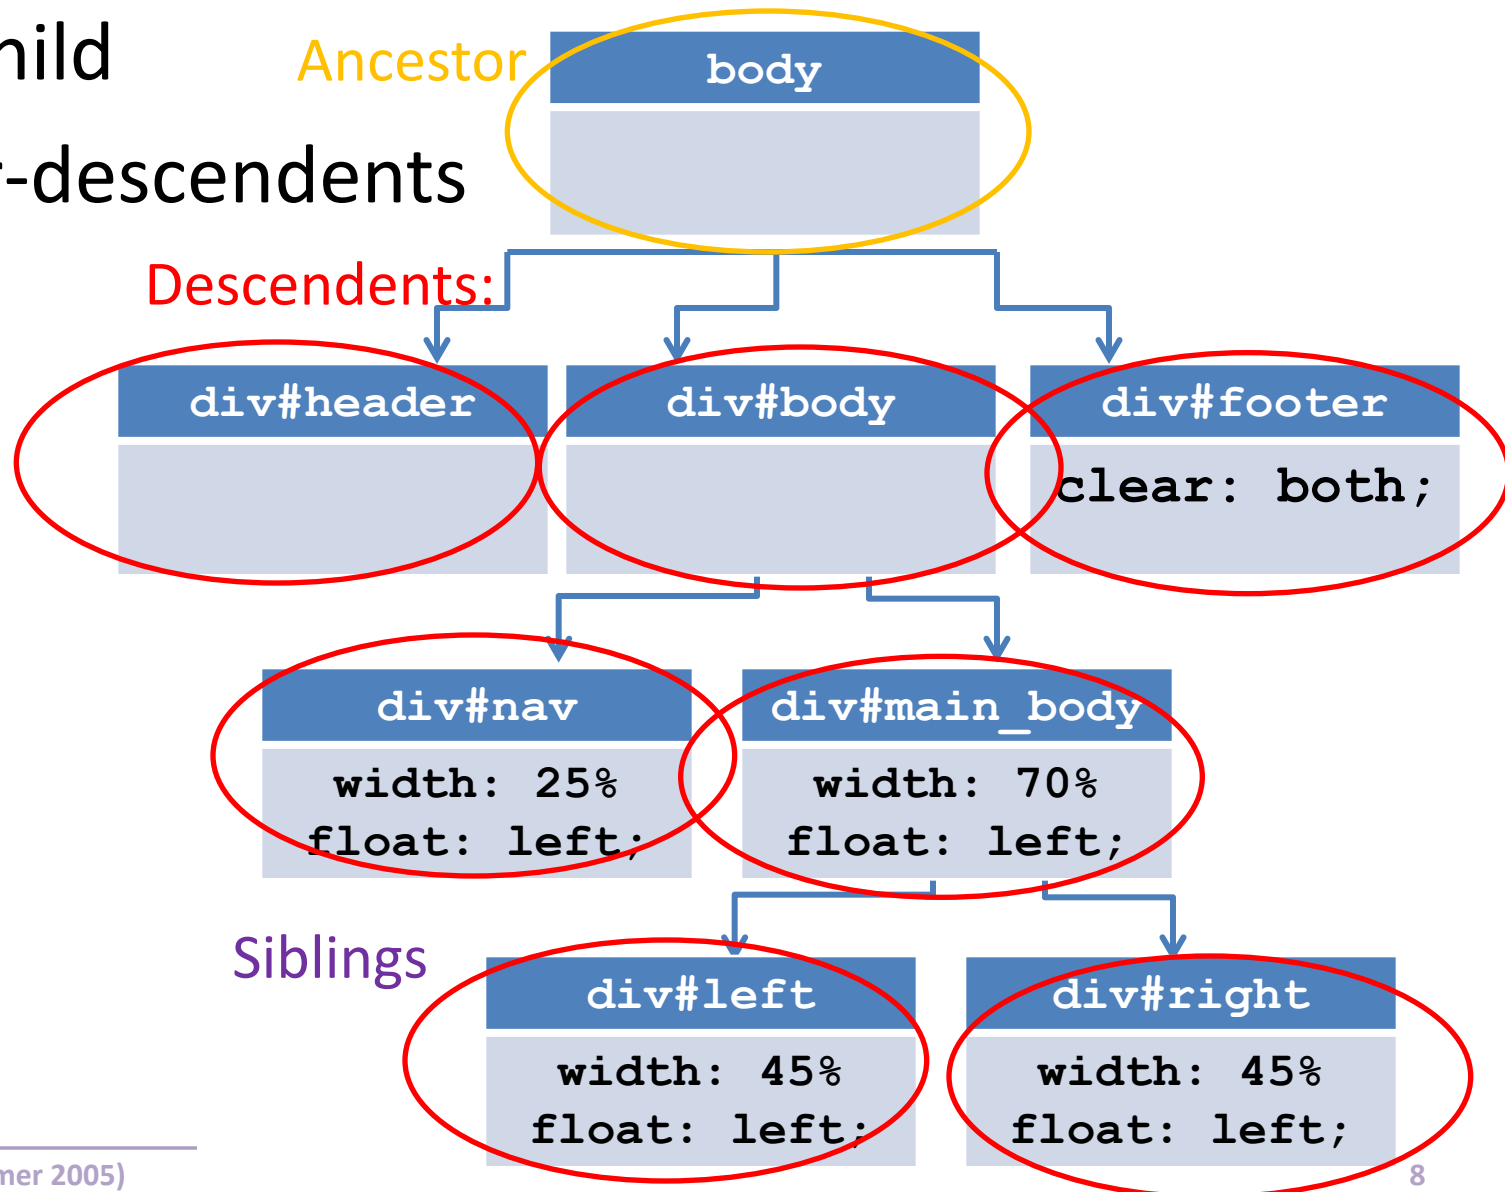 hild
Ancestor
body
r-descendents
Descendents:
div#header
div#body
div#footer
clear: both;
div#nav
div#main_body
width: 25%
float: left;
width: 70%
float: left;
Siblings
div#left
div#right
width: 45%
float: left;
width: 45%
float: left;
mer 2005)
8